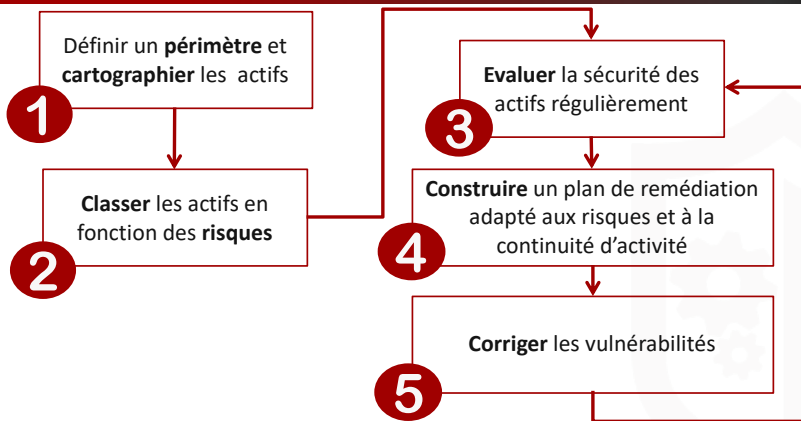 Définir un périmètre et
cartographier les actifs
1
Classer les actifs en
fonction des risques
2
Evaluer la sécurité des
actifs régulièrement
3
Construire un plan de remédiation
adapté aux risques et à la
continuité d’activité
4
Corriger les vulnérabilités
5